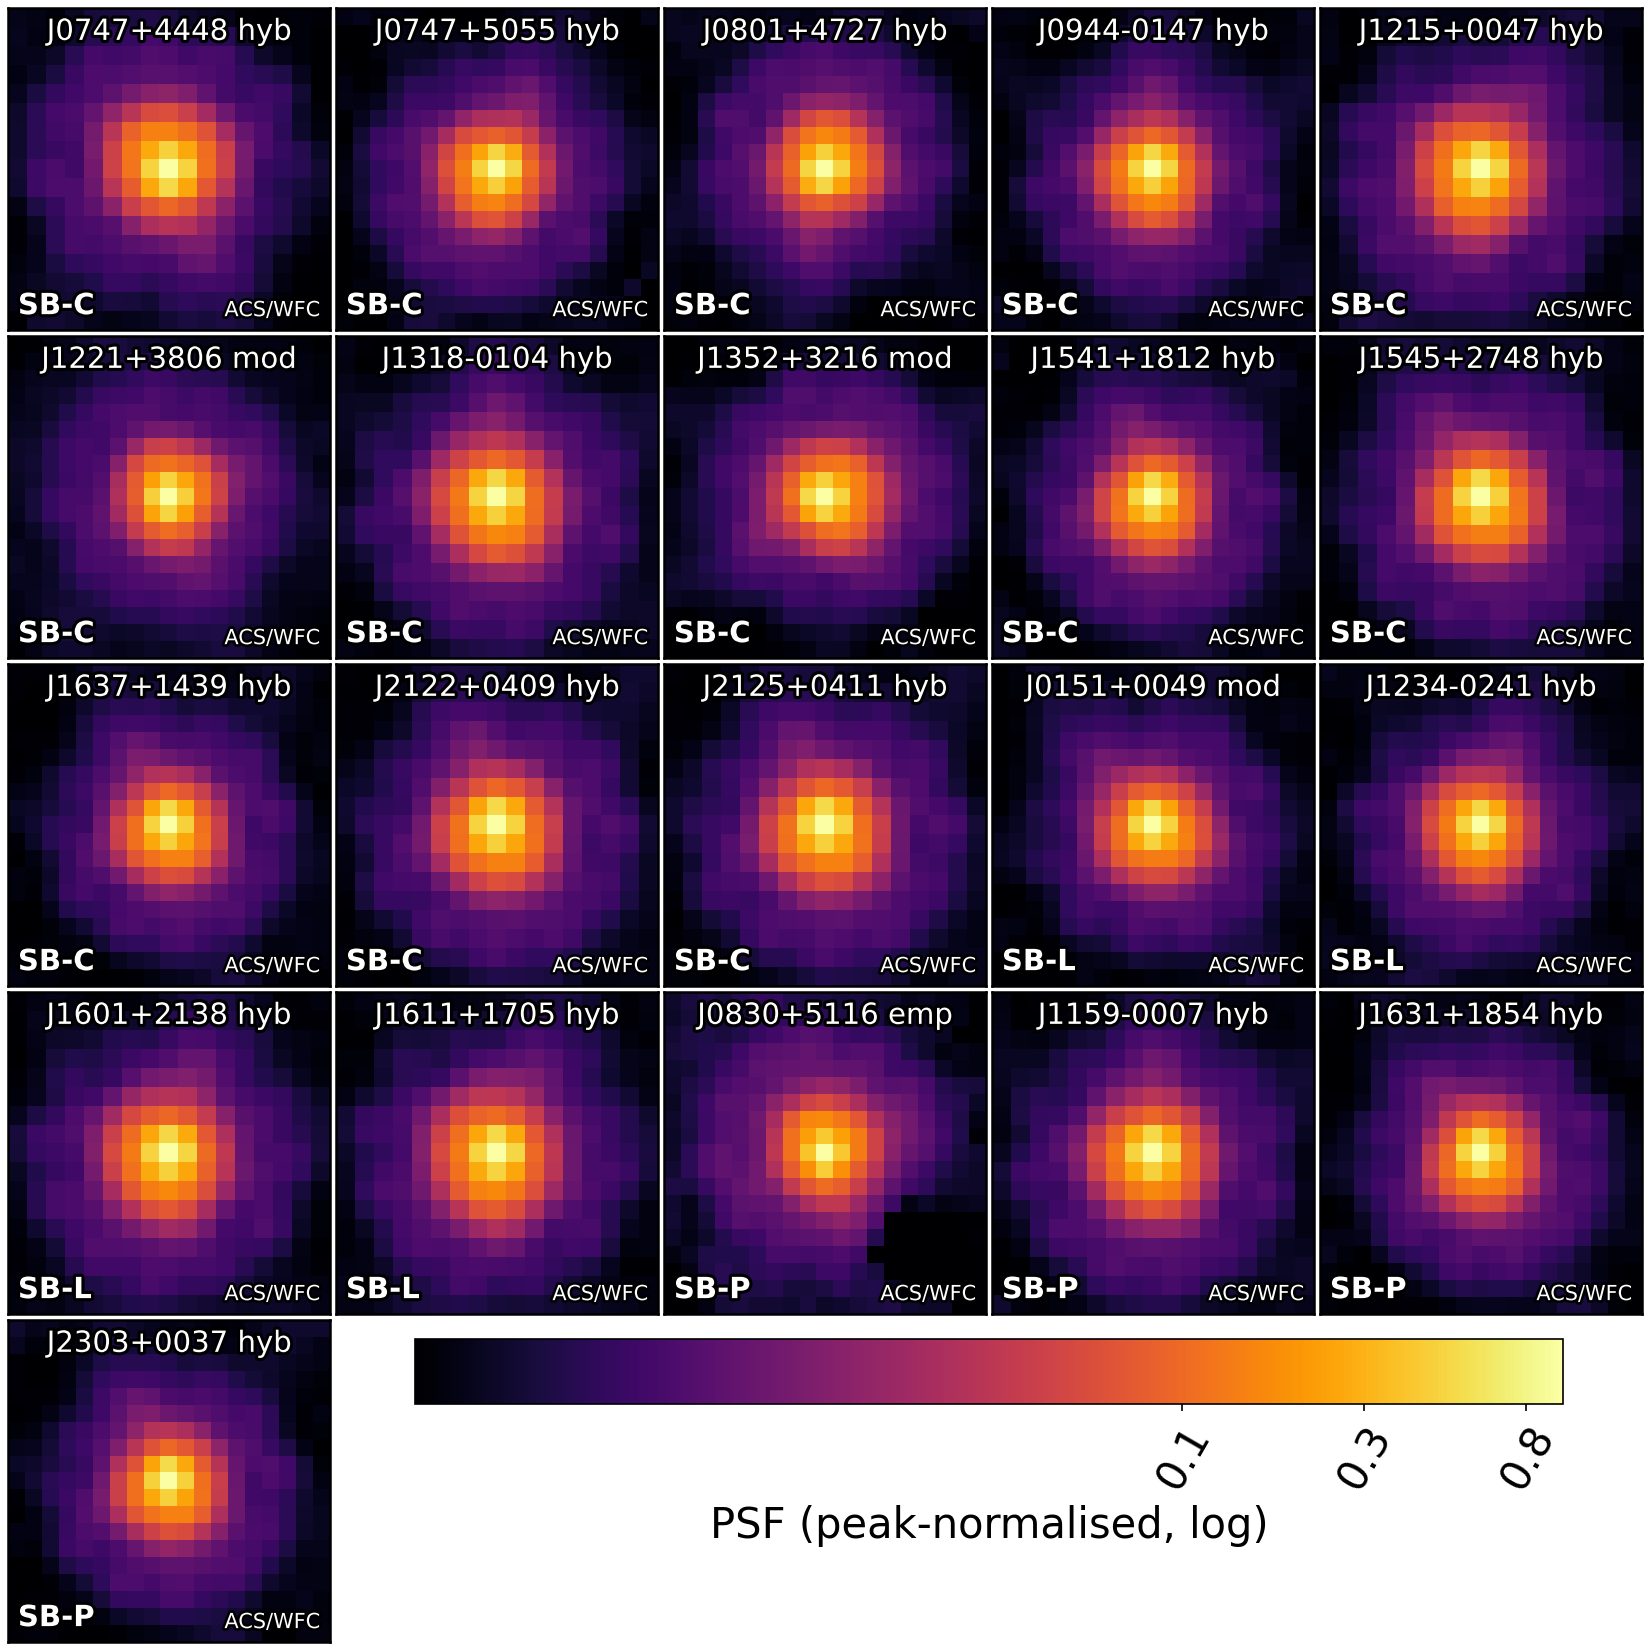 J0747+4448 hyb
SB-C
ACS/WFC
J0747+5055 hyb
SB-C
ACS/WFC
J0801+4727 hyb
SB-C
ACS/WFC
J0944-0147 hyb
SB-C
ACS/WFC
J1215+0047 hyb
SB-C
ACS/WFC
J1221+3806 mod
SB-C
ACS/WFC
J1318-0104 hyb
SB-C
ACS/WFC
J1352+3216 mod
SB-C
ACS/WFC
J1541+1812 hyb
SB-C
ACS/WFC
J1545+2748 hyb
SB-C
ACS/WFC
J1637+1439 hyb
SB-C
ACS/WFC
J2122+0409 hyb
SB-C
ACS/WFC
J2125+0411 hyb
SB-C
ACS/WFC
J0151+0049 mod
SB-L
ACS/WFC
J1234-0241 hyb
SB-L
ACS/WFC
J1601+2138 hyb
SB-L
ACS/WFC
J1611+1705 hyb
SB-L
ACS/WFC
J0830+5116 emp
SB-P
ACS/WFC
J1159-0007 hyb
SB-P
ACS/WFC
J1631+1854 hyb
SB-P
ACS/WFC
J2303+0037 hyb
SB-P
ACS/WFC
0.1
0.3
0.8
PSF (peak-normalised, log)